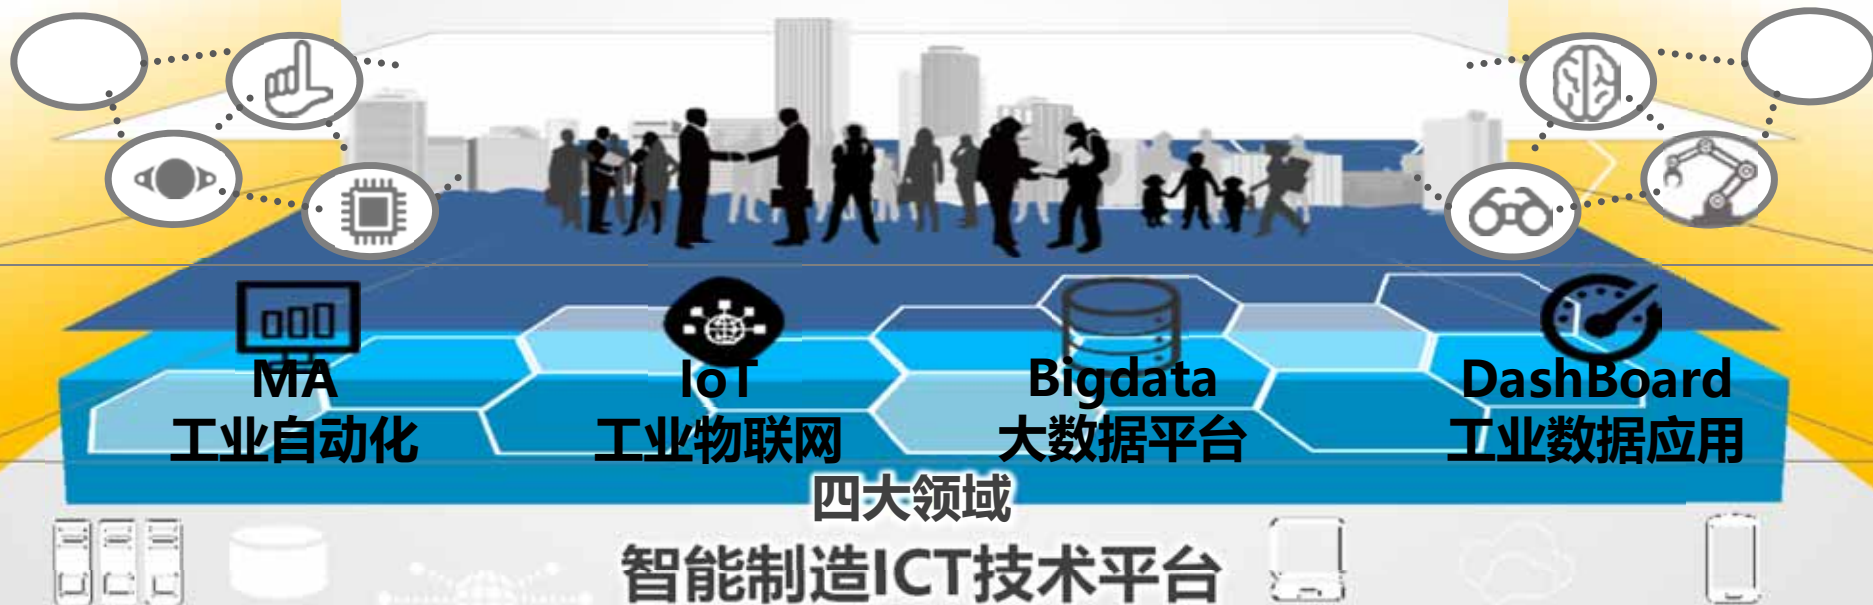 MA
工业自动化
IoT
工业物联网
Bigdata
大数据平台
DashBoard
工业数据应用
四大领域
智能制造ICT技术平台